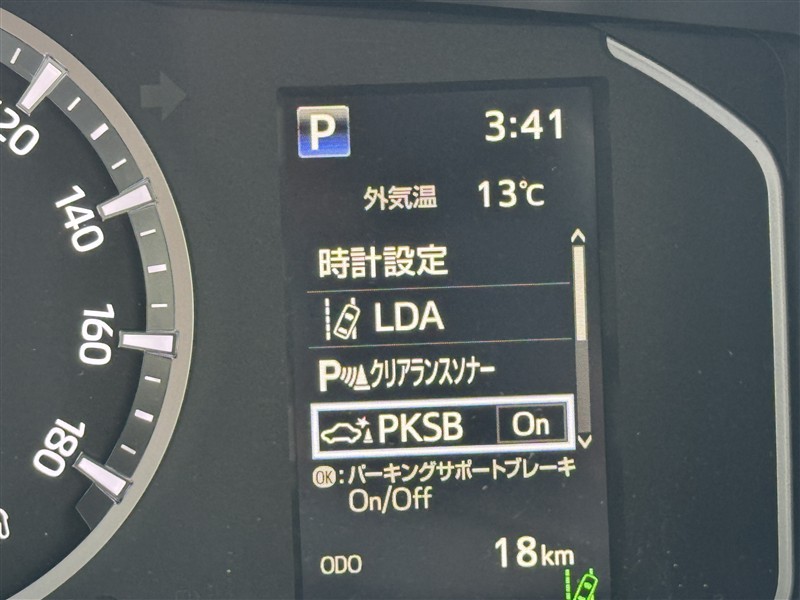 140
160
180
P 3:41
外気温 13℃
時計設定
LDA
Pクリアランスソナー
PKSB On
OK:パーキングサポートブレーキ
On/Off
ODO 18km